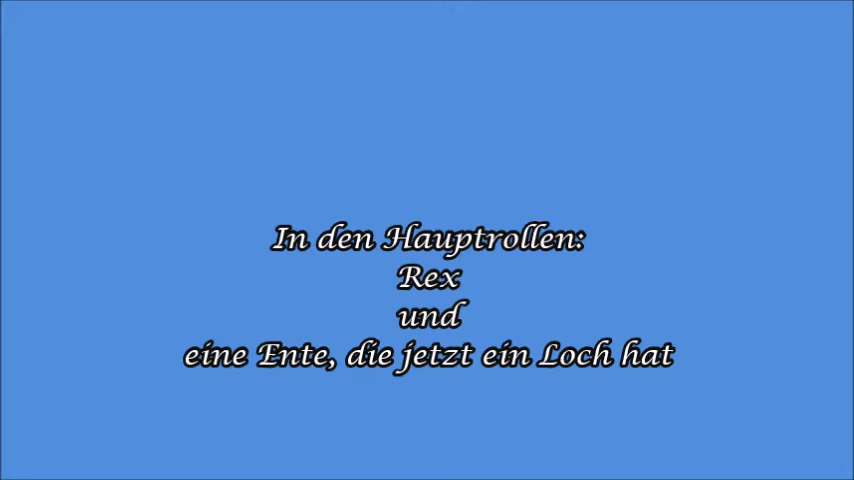 In den Hauptrollen:
Rex
und
eine Ente, die jetzt ein Loch hat